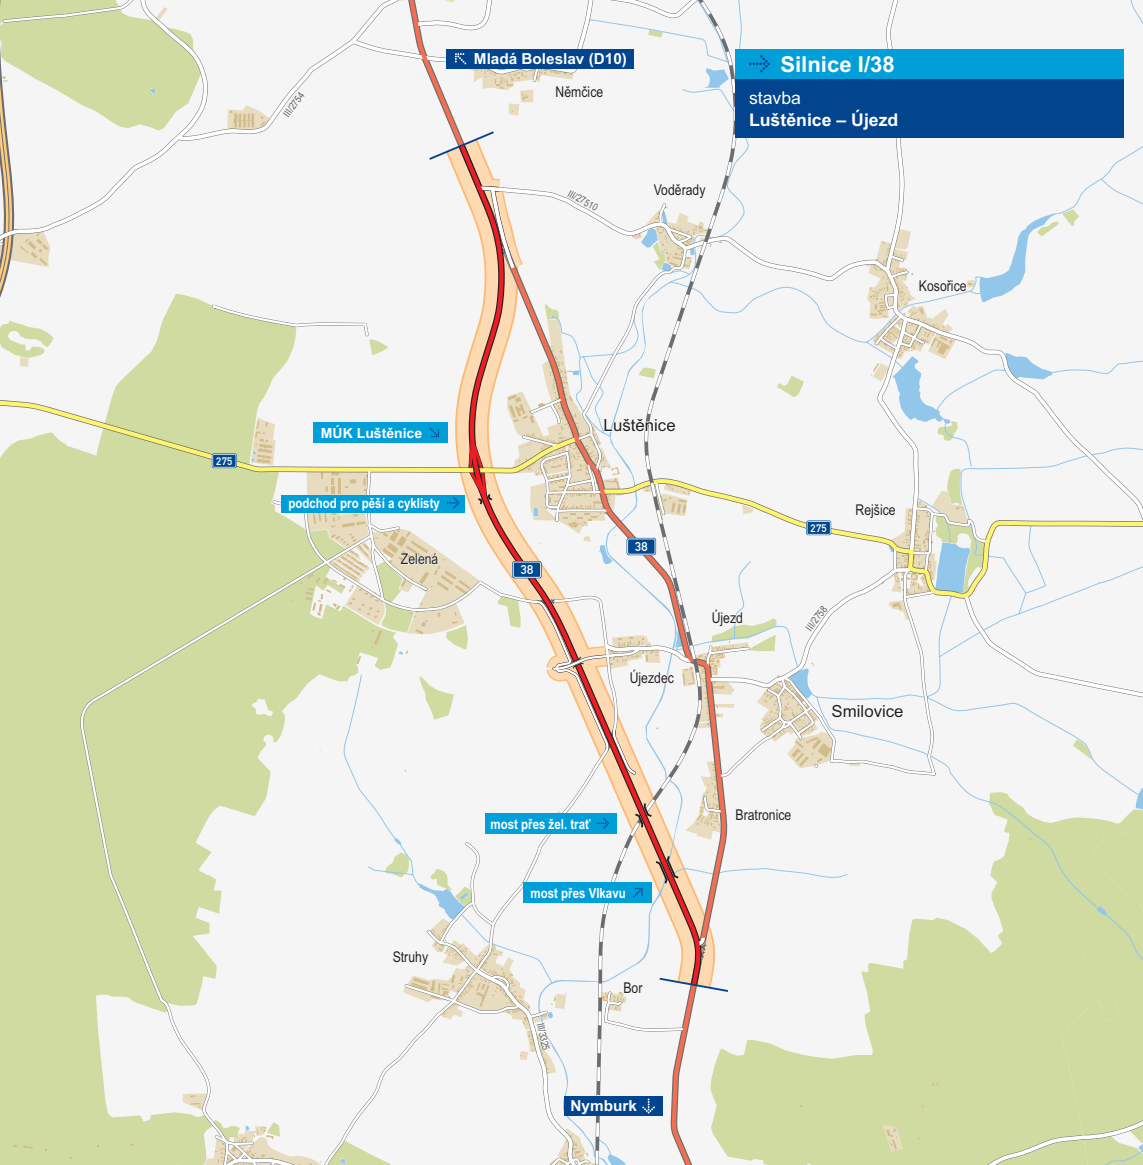 Mladá Boleslav (D10)
Silnice I/38
stavba
Luštěnice – Újezd
Němčice
III/2754
Voděrady
III/27510
Kosořice
MÚK Luštěnice
Luštěnice
275
podchod pro pěší a cyklisty
Rejšice
275
38
Zelená
38
III/2758
Újezd
Újezdec
Smilovice
most přes žel. trať
Bratronice
most přes Vlkavu
Struhy
Bor
III/3325
Nymburk